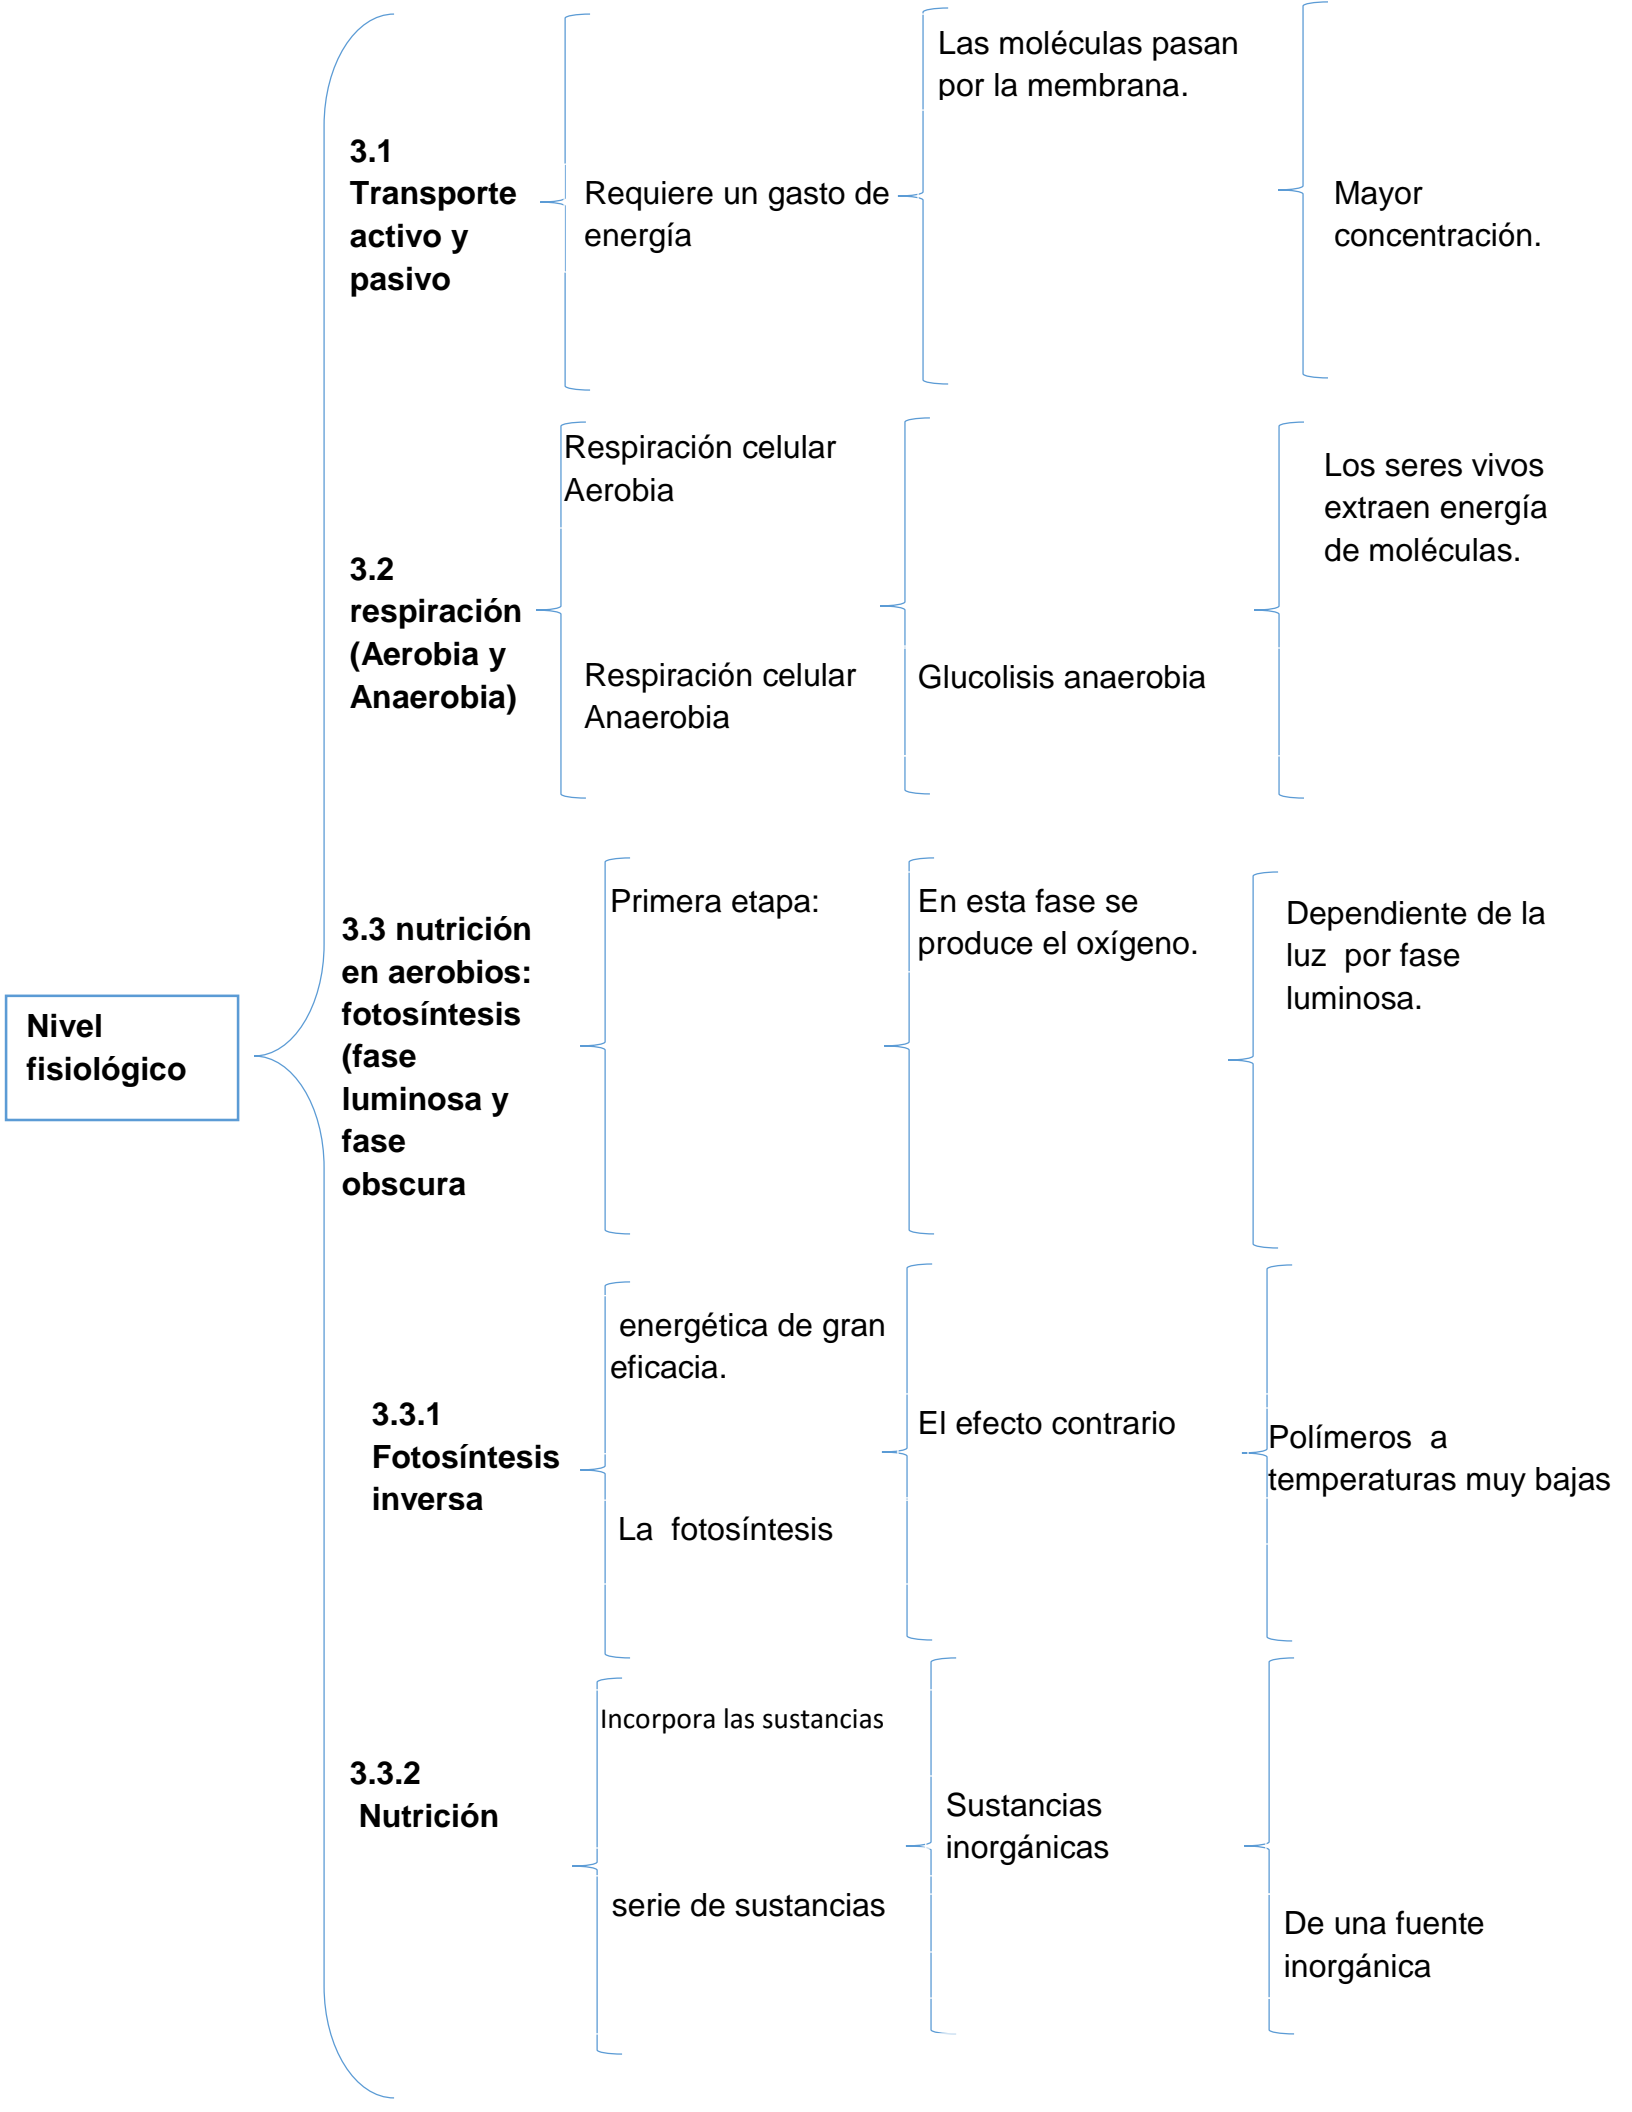 Nivel
fisiológico
3.1
Transporte
activo y
pasivo
Requiere un gasto de
energía
Las moléculas pasan
por la membrana.
Mayor
concentración.
3.2
respiración
(Aerobia y
Anaerobia)
Respiración celular
Aerobia
Respiración celular
Anaerobia
Glucolisis anaerobia
Los seres vivos
extraen energía
de moléculas.
3.3 nutrición
en aerobios:
fotosíntesis
(fase
luminosa y
fase
obscura
Primera etapa:
En esta fase se
produce el oxígeno.
Dependiente de la
luz  por fase
luminosa.
3.3.1
Fotosíntesis
inversa
energética de gran
eficacia.
La  fotosíntesis
El efecto contrario
Polímeros  a
temperaturas muy bajas
3.3.2
Nutrición
Incorpora las sustancias
serie de sustancias
Sustancias
inorgánicas
De una fuente
inorgánica